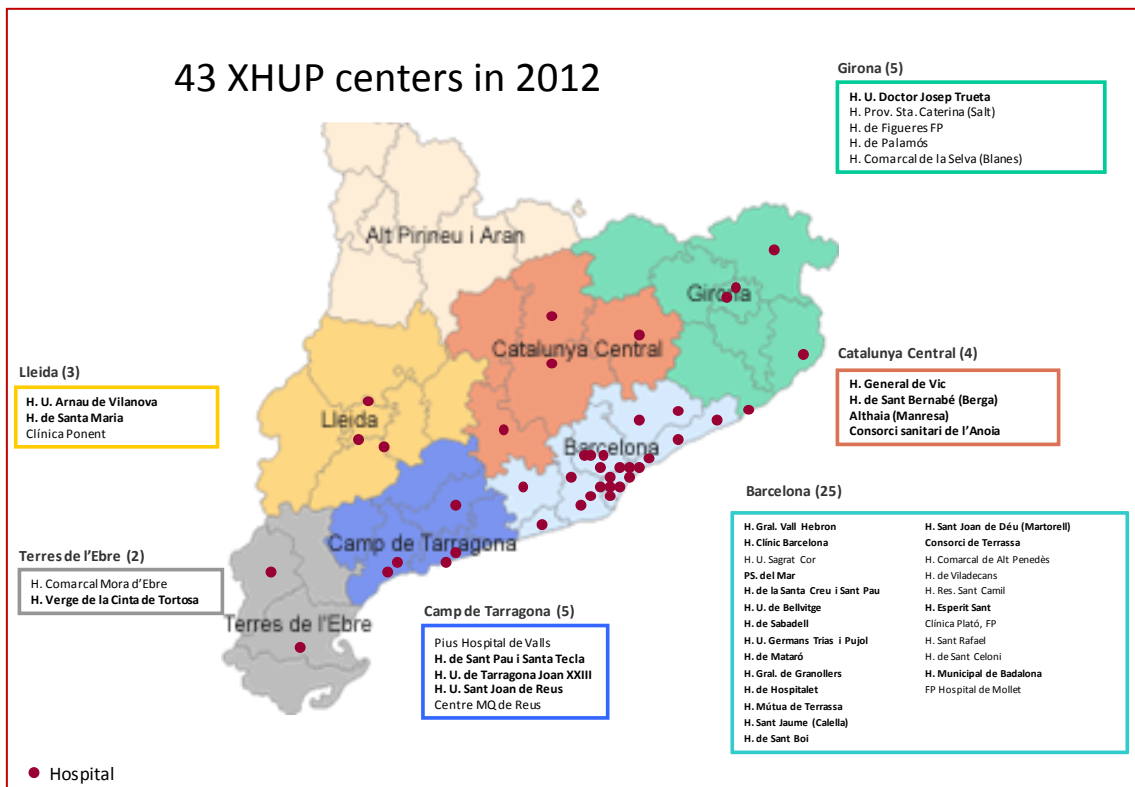 43 XHUP centers in 2012
Girona (5)
H. U. Doctor Josep Trueta
H. Prov. Sta. Caterina (Salt)
H. de Figueres FP
H. de Palamós
H. Comarcal de la Selva (Blanes)
Alt Pirineu i Aran
Girona
Catalunya Central
Lleida
Barcelona
Camp de Tarragona
Terres de l'Ebre
Lleida (3)
H. U. Arnau de Vilanova
H. de Santa Maria
Clínica Ponent
Catalunya Central (4)
H. General de Vic
H. de Sant Bernabé (Berga)
Althaia (Manresa)
Consorci sanitari de l'Anoia
Terres de l'Ebre (2)
H. Comarcal Mora d'Ebre
H. Verge de la Cinta de Tortosa
Camp de Tarragona (5)
Pius Hospital de Valls
H. de Sant Pau i Santa Tecla
H. U. de Tarragona Joan XXIII
H. U. Sant Joan de Reus
Centre MQ de Reus
Barcelona (25)
H. Gral. Vall Hebron
H. Clínic Barcelona
H. U. Sagrat Cor
PS. del Mar
H. de la Santa Creu i Sant Pau
H. U. de Bellvitge
H. de Sabadell
H. U. Germans Trias i Pujol
H. de Mataró
H. Gral. de Granollers
H. de Hospitalet
H. Mútua de Terrassa
H. Sant Jaume (Calella)
H. de Sant Boi
H. Sant Joan de Déu (Martorell)
Consorci de Terrassa
H. Comarcal de Alt Penedès
H. de Viladecans
H. Res. Sant Camil
H. Esperit Sant
Clínica Plató, FP
H. Sant Rafael
H. de Sant Celoni
H. Municipal de Badalona
FP Hospital de Mollet
Hospital